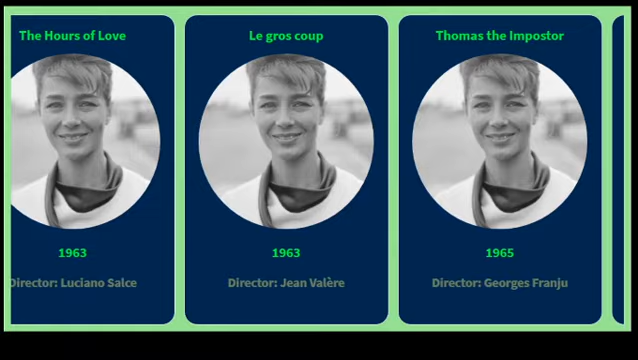 The Hours of Love
1963
Director: Luciano Salce
Le gros coup
1963
Director: Jean Valère
Thomas the Impostor
1965
Director: Georges Franju